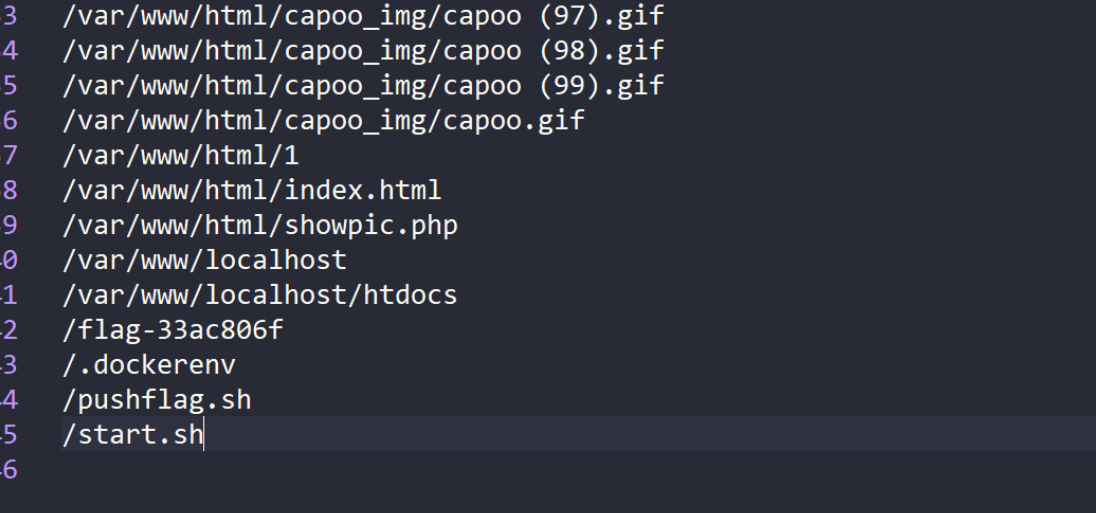 3 /var/www/html/capoo_img/capoo (97).gif
4 /var/www/html/capoo_img/capoo (98).gif
5 /var/www/html/capoo_img/capoo (99).gif
6 /var/www/html/capoo_img/capoo.gif
7 /var/www/html/1
8 /var/www/html/index.html
9 /var/www/html/showpic.php
0 /var/www/localhost
1 /var/www/localhost/htdocs
2 /flag-33ac806f
3 /.dockerenv
4 /pushflag.sh
5 /start.sh
6